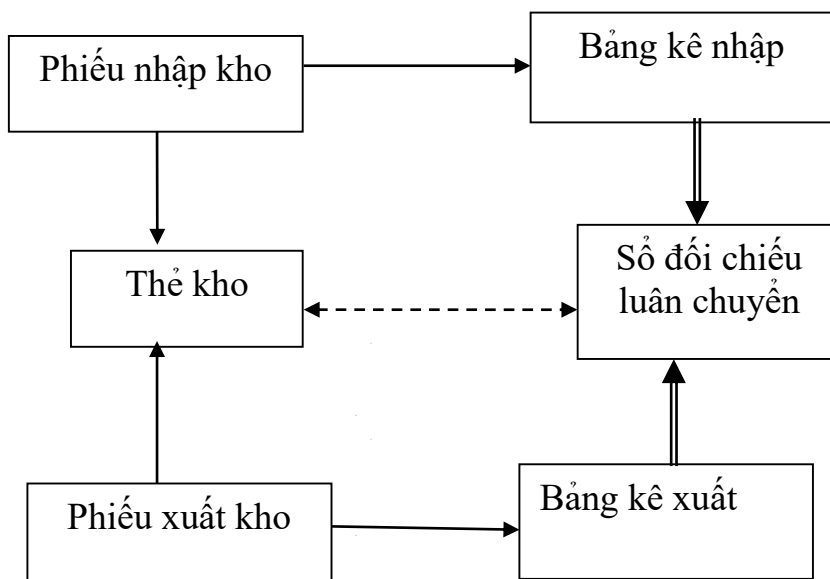 Phiếu nhập kho
Bảng kê nhập
Thẻ kho
Sổ đối chiếu
luân chuyển
Phiếu xuất kho
Bảng kê xuất